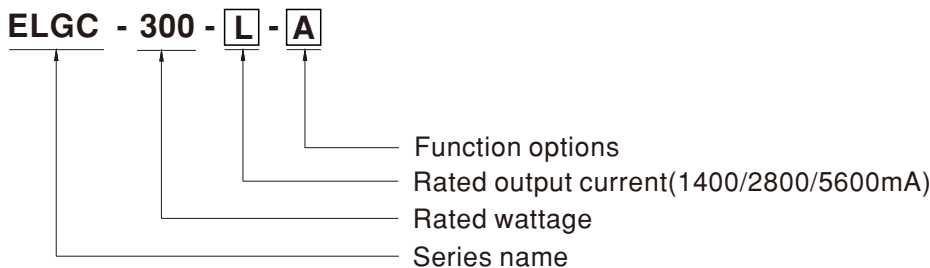 ELGC - 300 - L - A
Function options
Rated output current(1400/2800/5600mA)
Rated wattage
Series name